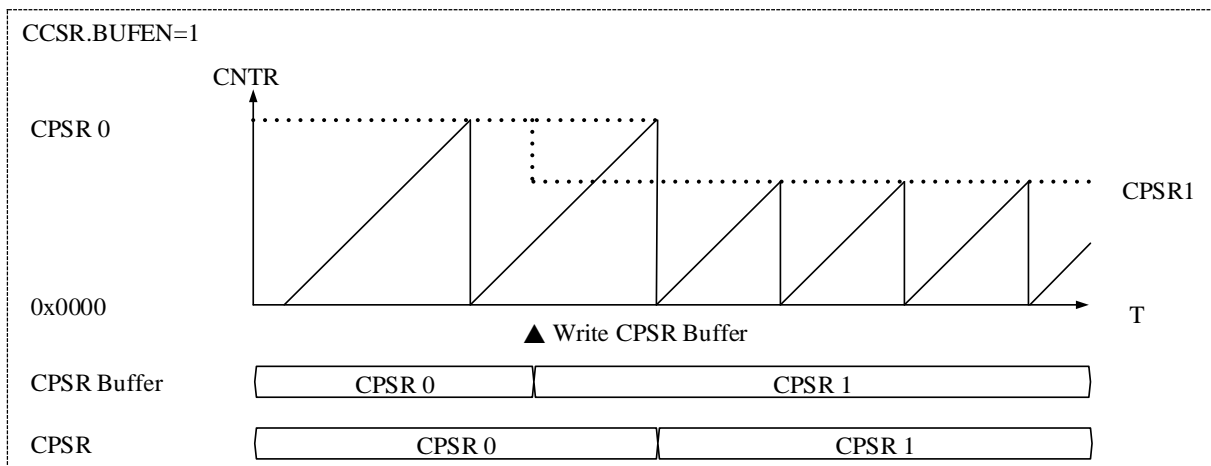 CCSR.BUFEN=1
CNTR
CPSR 0
CPSR1
0x0000
T
▲ Write CPSR Buffer
CPSR Buffer CPSR 0 CPSR 1
CPSR CPSR 0 CPSR 1